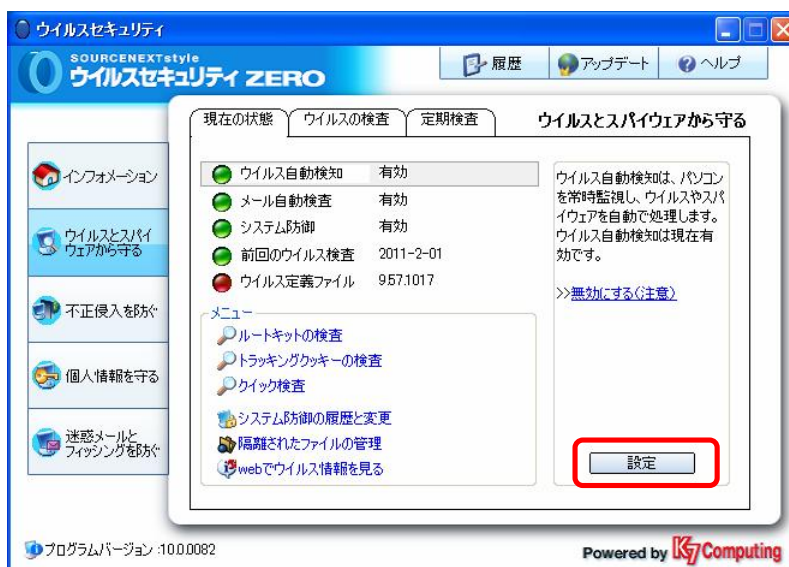 ウイルスセキュリティ
SOURCENEXTstyle
ウイルスセキュリティ ZERO
履歴
アップデート
ヘルプ
現在の状態
ウイルスの検査
定期検査
ウイルスとスパイウェアから守る
インフォメーション
ウイルスとスパイ
ウェアから守る
不正侵入を防ぐ
個人情報を守る
迷惑メールと
フィッシングを防ぐ
ウイルス自動検知 有効
メール自動検査 有効
システム防御 有効
前回のウイルス検査 2011-2-01
ウイルス定義ファイル 9.57.1017
メニュー
ルートキットの検査
トラッキングクッキーの検査
クイック検査
システム防御の履歴と変更
隔離されたファイルの管理
webでウイルス情報を見る
ウイルス自動検知は、パソコン
を常時監視し、ウイルスやスパ
イウェアを自動で処理します。
ウイルス自動検知は現在有
効です。
>>無効にする(注意)
設定
プログラムバージョン :10.0.0082
Powered by K7 Computing